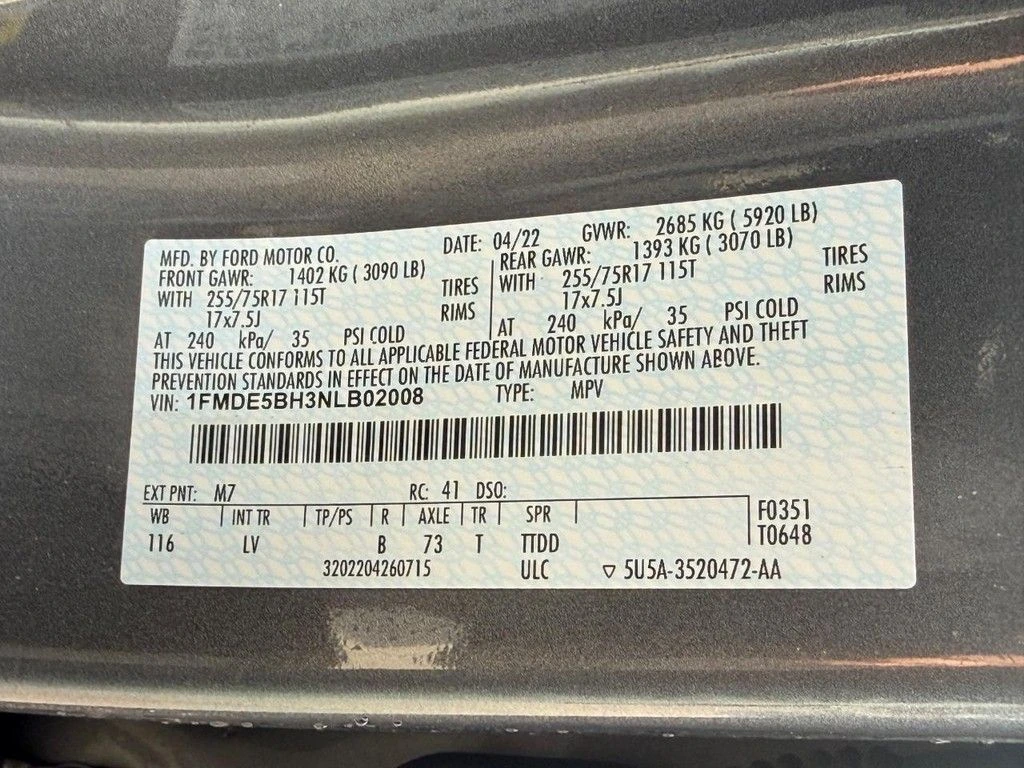 MFD. BY FORD MOTOR CO. DATE: 04/22 GVWR: 2685 KG ( 5920 LB)
FRONT GAWR: 1402 KG ( 3090 LB) REAR GAWR: 1393 KG ( 3070 LB)
WITH 255/75R17 115T TIRES WITH 255/75R17 115T TIRES
17x7.5J RIMS 17x7.5J RIMS
AT 240 kPa/ 35 PSI COLD AT 240 kPa/ 35 PSI COLD
THIS VEHICLE CONFORMS TO ALL APPLICABLE FEDERAL MOTOR VEHICLE SAFETY AND THEFT
PREVENTION STANDARDS IN EFFECT ON THE DATE OF MANUFACTURE SHOWN ABOVE.
VIN: 1FMDE5BH3NLB02008 TYPE: MPV
EXT PNT: M7 RC: 41 DSO:
WB INT TR TP/PS R AXLE TR SPR F0351
116 LV B 73 T TTDD T0648
3202204260715 ULC ▽ 5U5A-3520472-AA